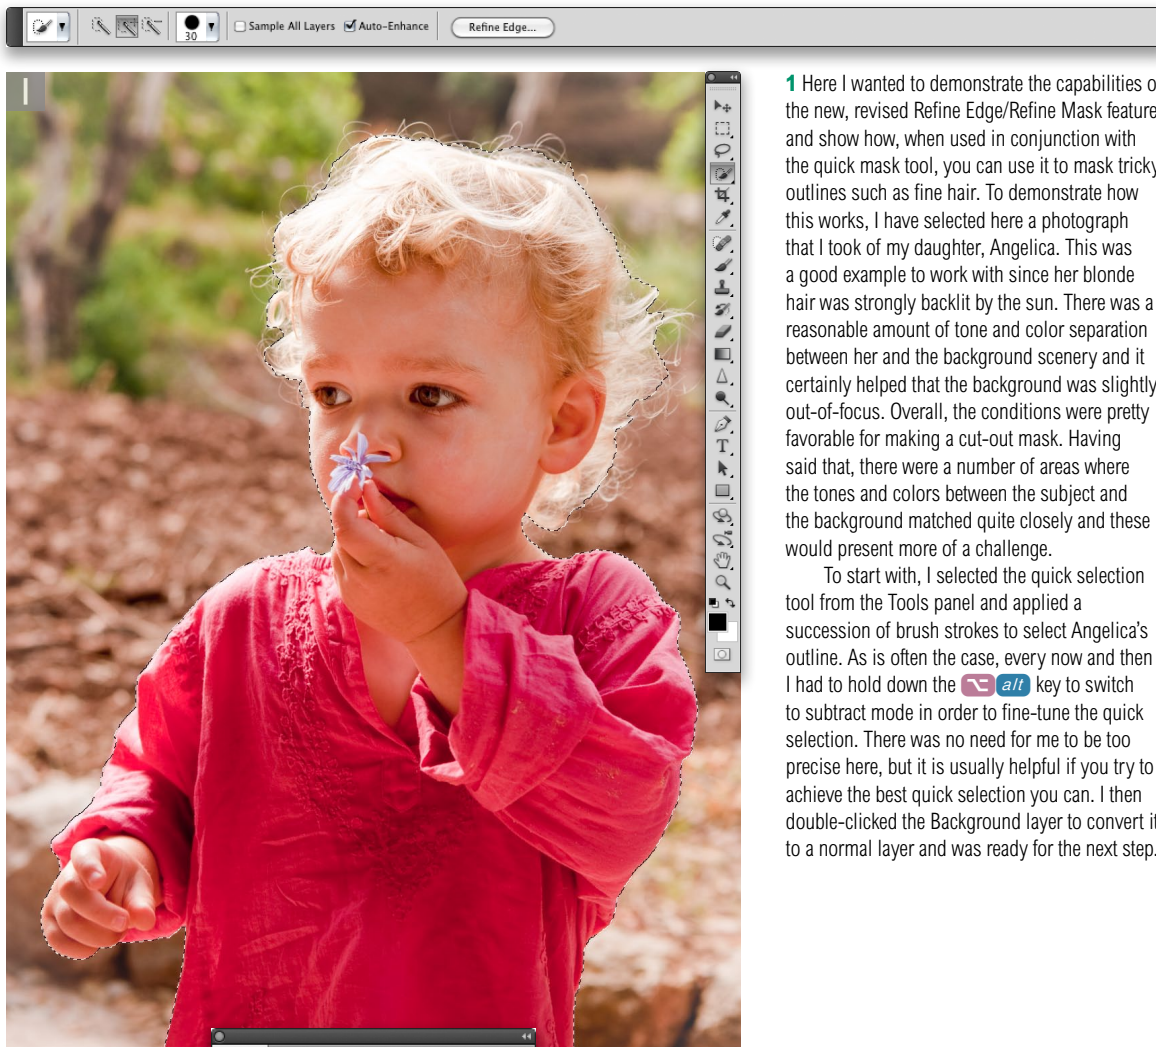 30
Sample All Layers
Auto-Enhance
Refine Edge...
1
1 Here I wanted to demonstrate the capabilities
the new, revised Refine Edge/Refine Mask feature
and show how, when used in conjunction with
the quick mask tool, you can use it to mask tricky
outlines such as fine hair. To demonstrate how
this works, I have selected here a photograph
that I took of my daughter, Angelica. This was
a good example to work with since her blonde
hair was strongly backlit by the sun. There was a
reasonable amount of tone and color separation
between her and the background scenery and it
certainly helped that the background was slightly
out-of-focus. Overall, the conditions were pretty
favorable for making a cut-out mask. Having
said that, there were a number of areas where
the tones and colors between the subject and
the background matched quite closely and these
would present more of a challenge.
To start with, I selected the quick selection
tool from the Tools panel and applied a
succession of brush strokes to select Angelica’s
outline. As is often the case, every now and then
I had to hold down the ⌥ alt key to switch
to subtract mode in order to fine-tune the quick
selection. There was no need for me to be too
precise here, but it is usually helpful if you try to
achieve the best quick selection you can. I then
double-clicked the Background layer to convert it
to a normal layer and was ready for the next step.